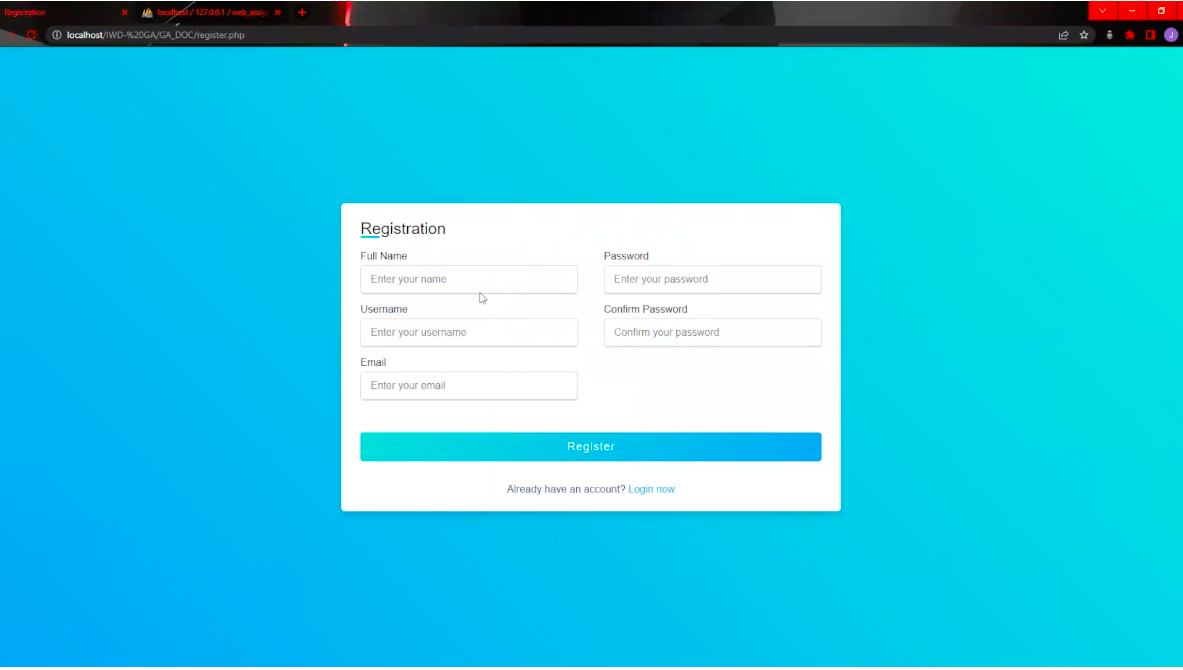 Registration
localhost / 127.0.0.1 / web_assig
localhost/IWD-%20GA/GA_DOC/register.php
J
Registration
Full Name
Enter your name
Username
Enter your username
Email
Enter your email
Password
Enter your password
Confirm Password
Confirm your password
Register
Already have an account? Login now